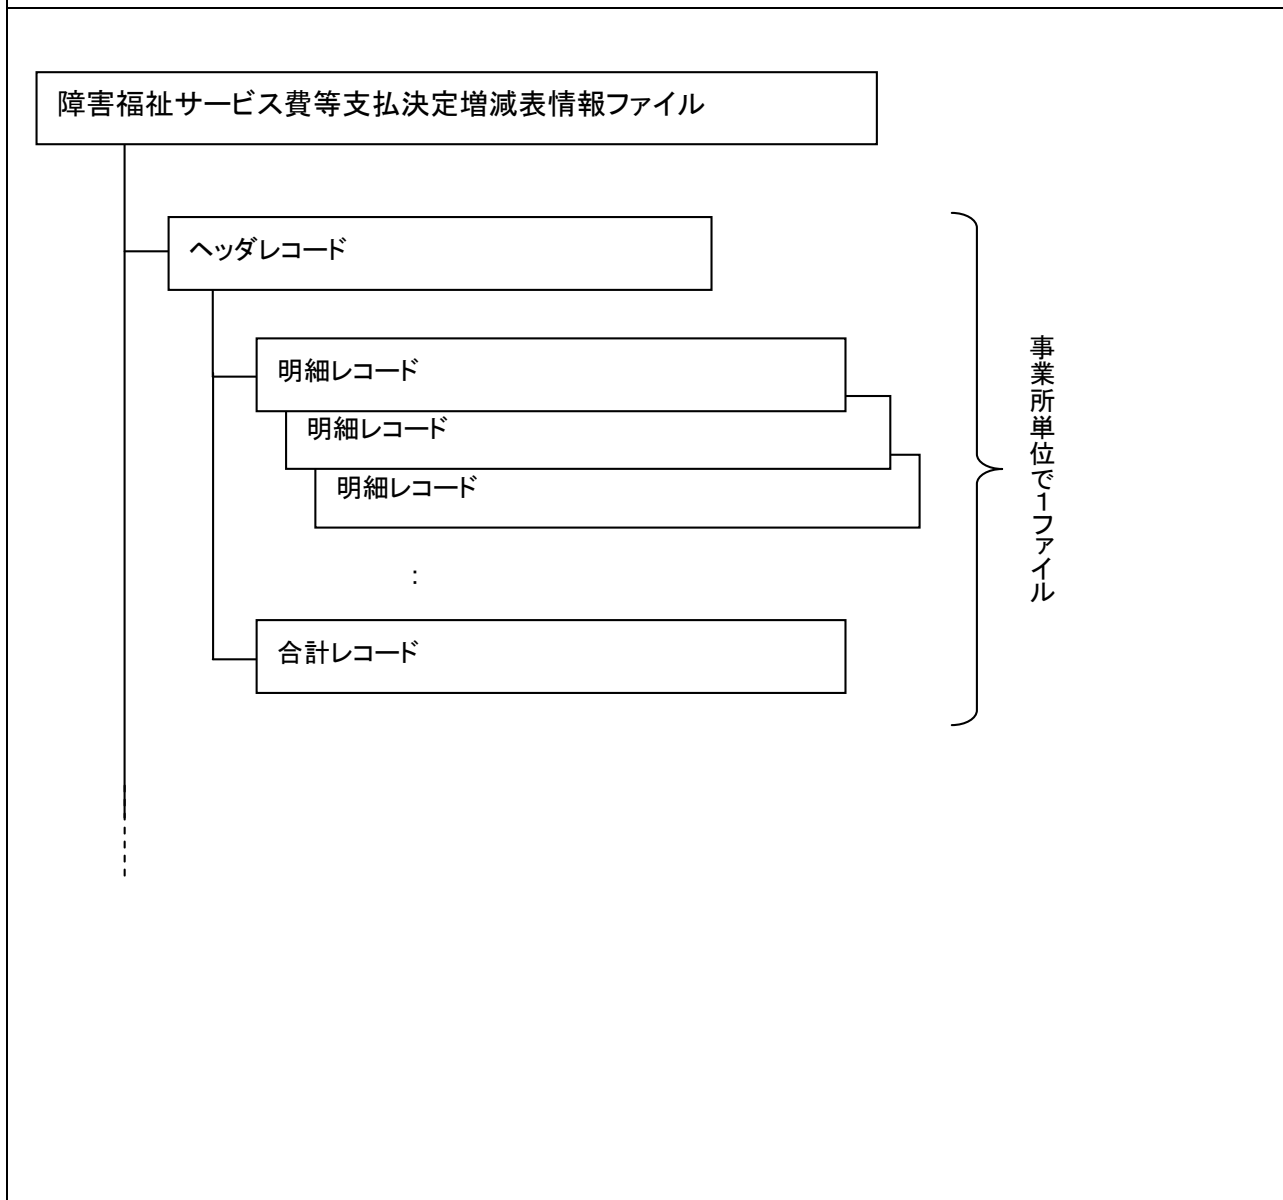 障害福祉サービス費等支払決定増減表情報ファイル
ヘッダレコード
明細レコード
明細レコード
明細レコード
:
合計レコード
事業所単位で1ファイル